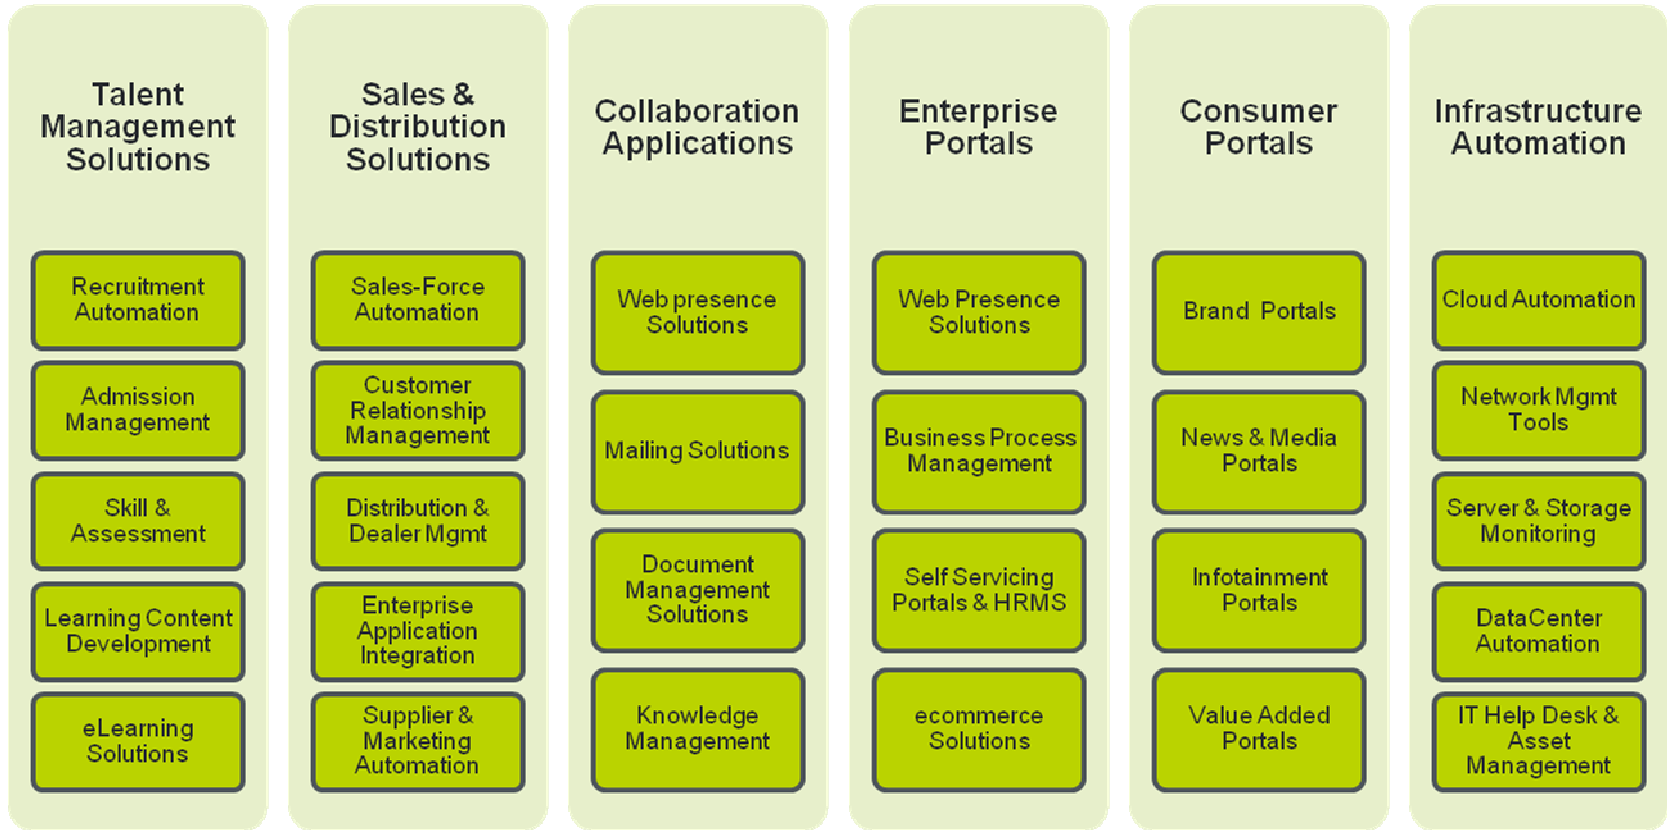 Talent
Management
Solutions
Recruitment
Automation
Admission
Management
Skill &
Assessment
Learning Content
Development
eLearning
Solutions
Sales &
Distribution
Solutions
Sales-Force
Automation
Customer
Relationship
Management
Distribution &
Dealer Mgmt
Enterprise
Application
Integration
Supplier &
Marketing
Automation
Collaboration
Applications
Web presence
Solutions
Mailing Solutions
Document
Management
Solutions
Knowledge
Management
Enterprise
Portals
Web Presence
Solutions
Business Process
Management
Self Servicing
Portals & HRMS
ecommerce
Solutions
Consumer
Portals
Brand Portals
News & Media
Portals
Infotainment
Portals
Value Added
Portals
Infrastructure
Automation
Cloud Automation
Network Mgmt
Tools
Server & Storage
Monitoring
DataCenter
Automation
IT Help Desk &
Asset
Management